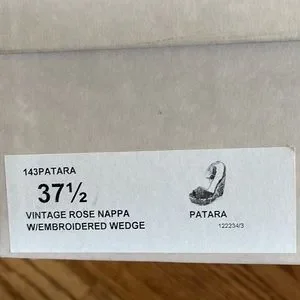 143PATARA
37½
VINTAGE ROSE NAPPA
W/EMBROIDERED WEDGE
PATARA
122234/3